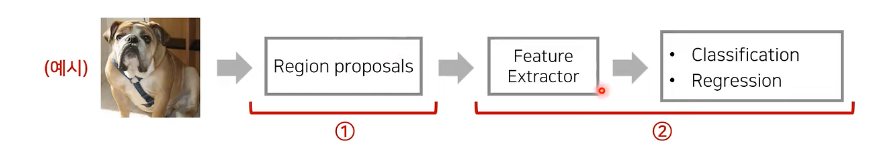 (예시)
Region proposals
Feature
Extractor
• Classification
• Regression
①
②